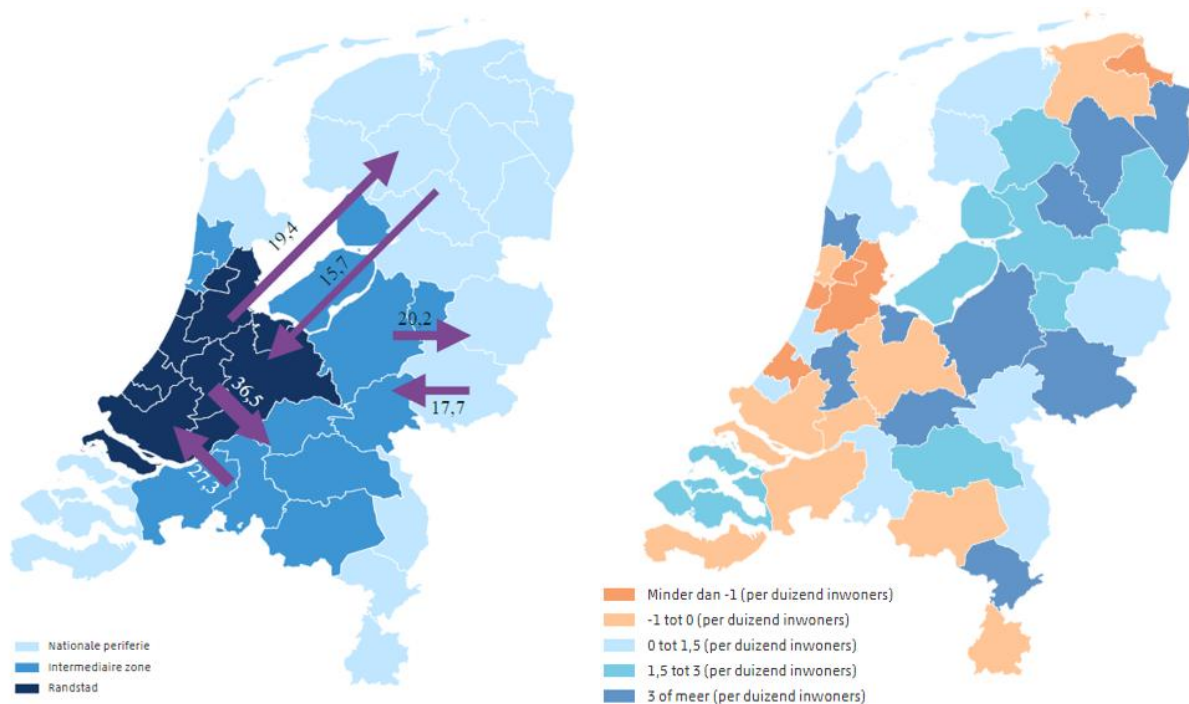 19,4
15,7
20,2
36,5
17,7
27,3
Nationale periferie
Intermediaire zone
Randstad
Minder dan -1 (per duizend inwoners)
-1 tot 0 (per duizend inwoners)
0 tot 1,5 (per duizend inwoners)
1,5 tot 3 (per duizend inwoners)
3 of meer (per duizend inwoners)